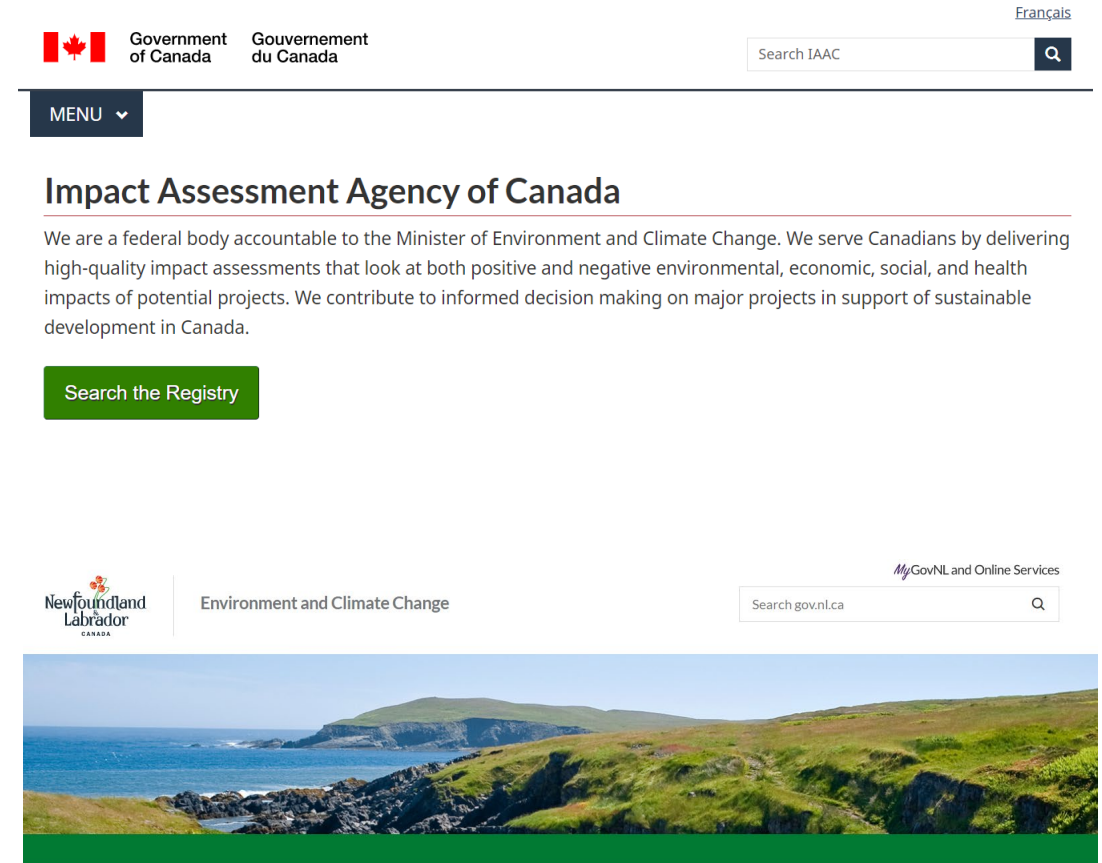 Français
Government of Canada
Gouvernement du Canada
Search IAAC
MENU
Impact Assessment Agency of Canada
We are a federal body accountable to the Minister of Environment and Climate Change. We serve Canadians by delivering
high-quality impact assessments that look at both positive and negative environmental, economic, social, and health
impacts of potential projects. We contribute to informed decision making on major projects in support of sustainable
development in Canada.
Search the Registry
MyGovNL and Online Services
Newfoundland
&
Labrador
CANADA
Environment and Climate Change
Search gov.nl.ca